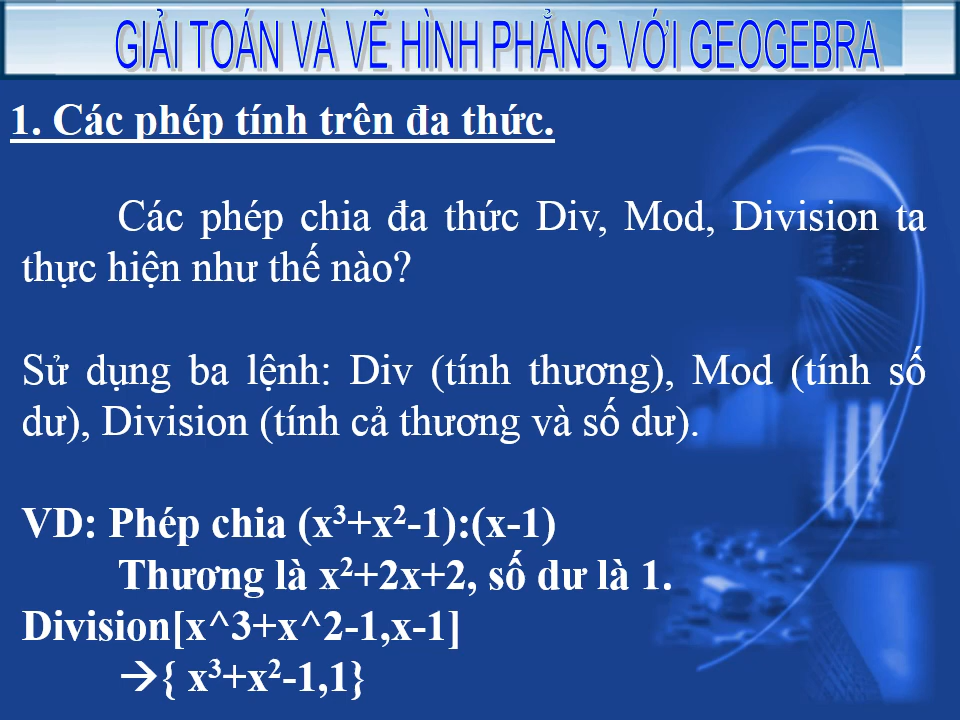 GIẢI TOÁN VÀ VẼ HÌNH PHẲNG VỚI GEOGEBRA
1. Các phép tính trên đa thức.
Các phép chia đa thức Div, Mod, Division ta
thực hiện như thế nào?
Sử dụng ba lệnh: Div (tính thương), Mod (tính số
dư), Division (tính cả thương và số dư).
VD: Phép chia (x³+x²-1):(x-1)
Thương là x²+2x+2, số dư là 1.
Division[x^3+x^2-1,x-1]
→{ x³+x²-1,1}